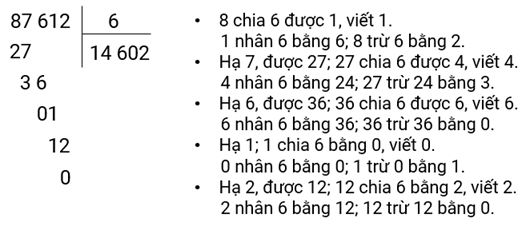 87 612 6
27 14 602
3 6
01
12
0
• 8 chia 6 được 1, viết 1.
1 nhân 6 bằng 6; 8 trừ 6 bằng 2.
• Hạ 7, được 27; 27 chia 6 được 4, viết 4.
4 nhân 6 bằng 24; 27 trừ 24 bằng 3.
• Hạ 6, được 36; 36 chia 6 được 6, viết 6.
6 nhân 6 bằng 36; 36 trừ 36 bằng 0.
• Hạ 1; 1 chia 6 bằng 0, viết 0.
0 nhân 6 bằng 0; 1 trừ 0 bằng 1.
• Hạ 2, được 12; 12 chia 6 bằng 2, viết 2.
2 nhân 6 bằng 12; 12 trừ 12 bằng 0.